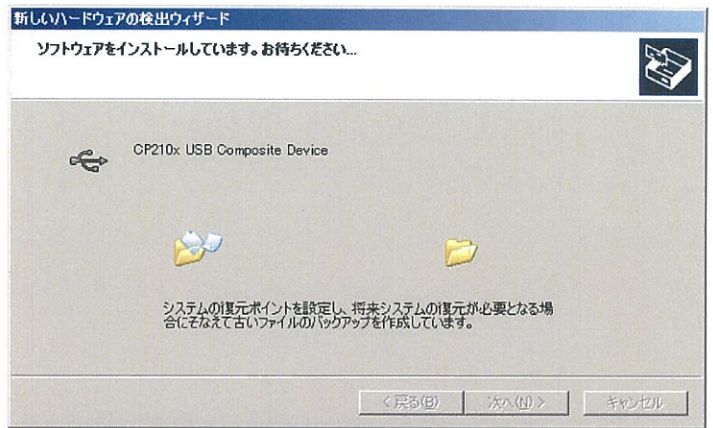 新しいハードウェアの検出ウィザード
ソフトウェアをインストールしています。お待ちください...
CP210x USB Composite Device
システムの復元ポイントを設定し、将来システムの復元が必要となる場
合にそなえて古いファイルのバックアップを作成しています。
< 戻る(B)
次へ(N) >
キャンセル